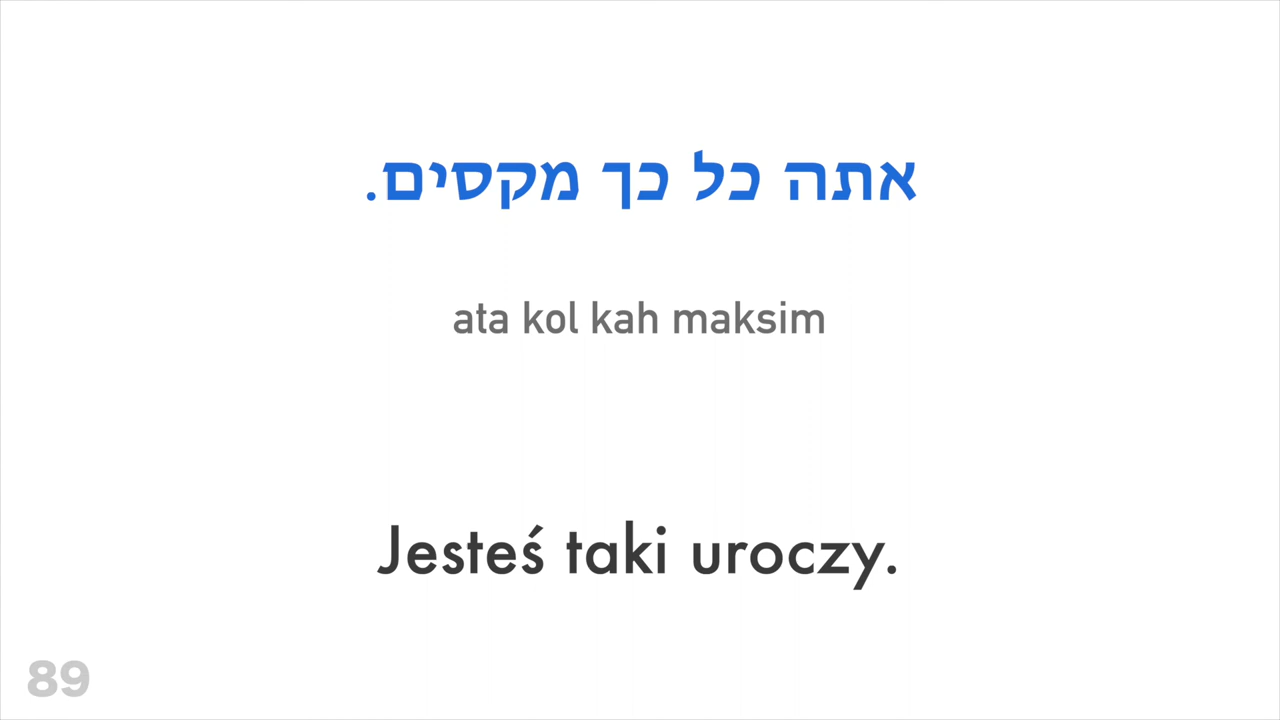 אתה כל כך מקסים.
ata kol kah maksim
Jesteś taki uroczy.
89